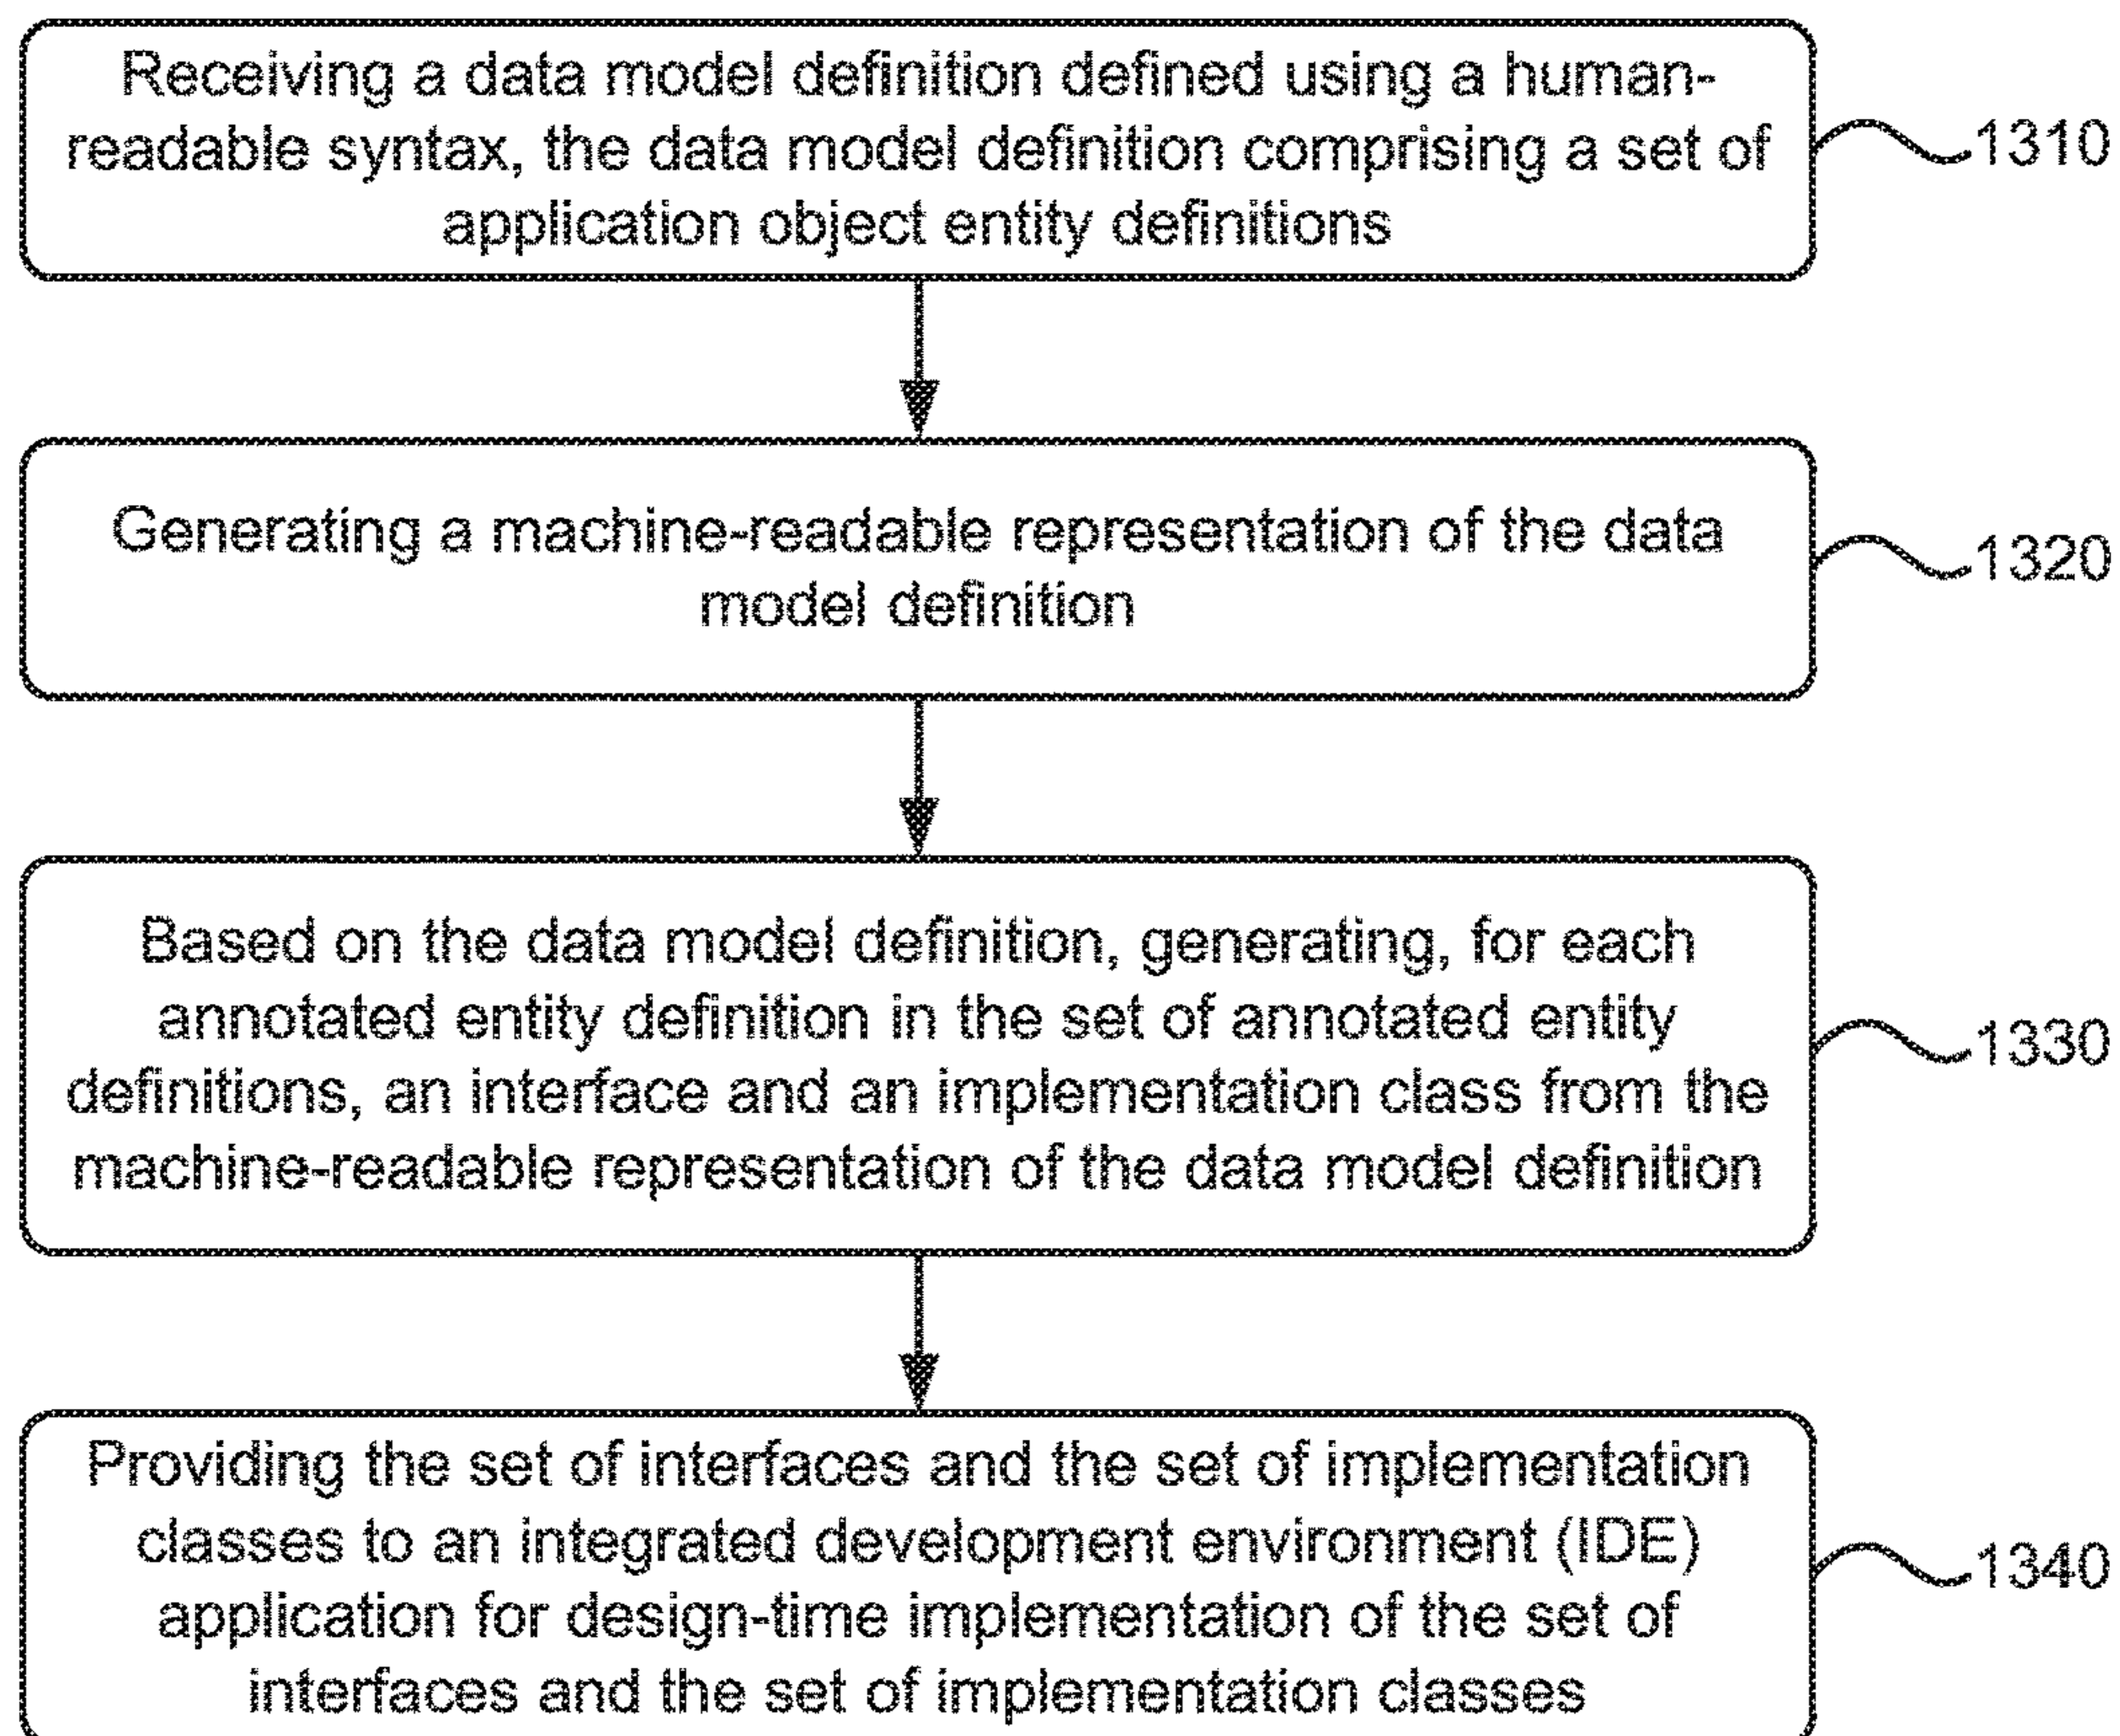 Receiving a data model definition defined using a human-
readable syntax, the data model definition comprising a set of
application object entity definitions
1310
Generating a machine-readable representation of the data
model definition
1320
Based on the data model definition, generating, for each
annotated entity definition in the set of annotated entity
definitions, an interface and an implementation class from the
machine-readable representation of the data model definition
1330
Providing the set of interfaces and the set of implementation
classes to an integrated development environment (IDE)
application for design-time implementation of the set of
interfaces and the set of implementation classes
1340